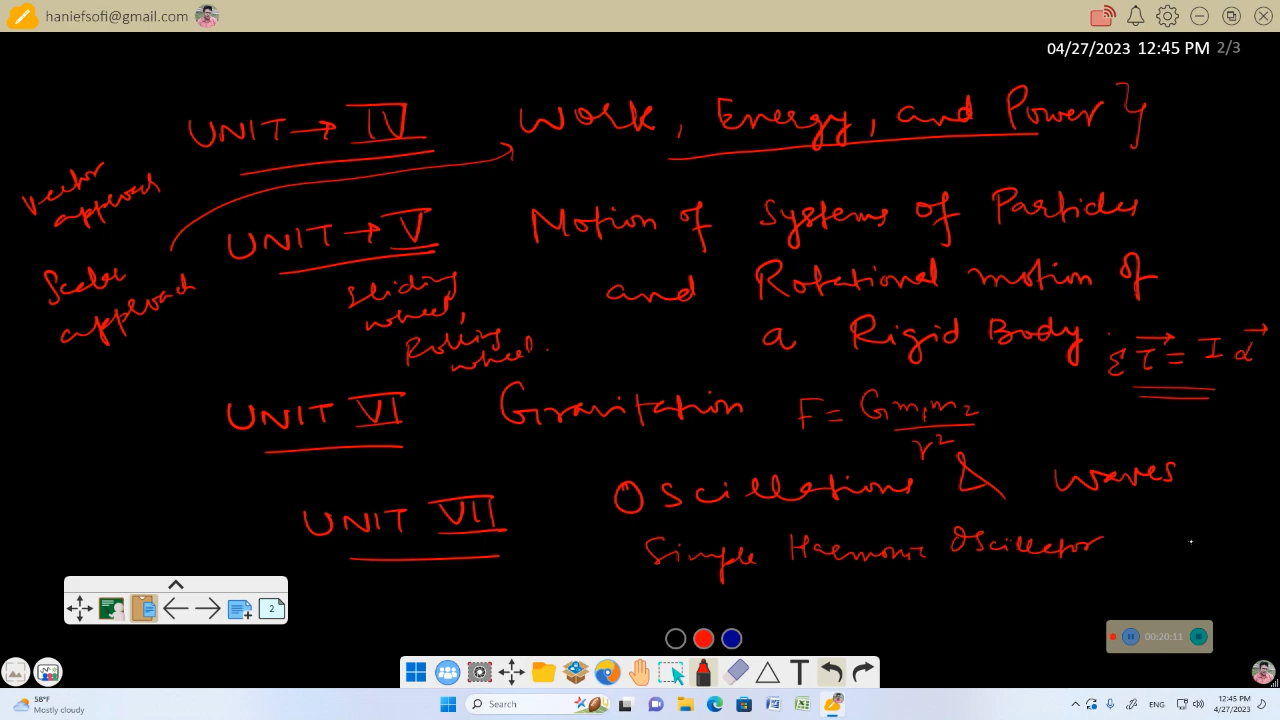 haniefsofi@gmail.com
04/27/2023 12:45 PM 2/3
UNIT → IV Work, Energy, and Power }
Vector approach
UNIT → V Motion of Systems of Particles
Scalar approach
Sliding wheel, and Rotational motion of
Rolling wheel. a Rigid Body. { τ⃗ = I α⃗
UNIT VI Gravitation F = Gm₁m₂/r²
UNIT VII Oscillations & Waves
Simple Harmonic Oscillator
2
00:20:11
T
58°F
Mostly cloudy
Search
12:45 PM
4/27/2023